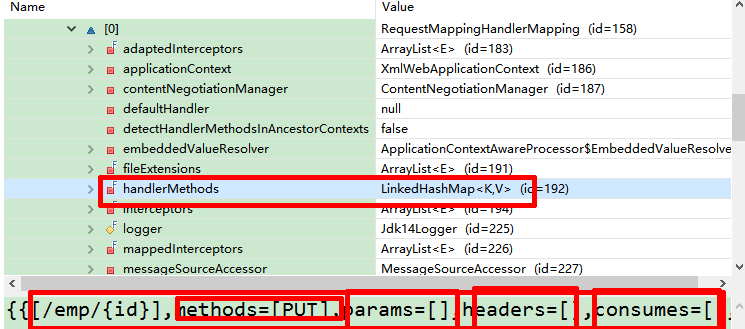 Name Value
[0] RequestMappingHandlerMapping (id=158)
adaptedInterceptors ArrayList<E> (id=183)
applicationContext XmlWebApplicationContext (id=186)
contentNegotiationManager ContentNegotiationManager (id=187)
defaultHandler null
detectHandlerMethodsInAncestorContexts false
embeddedValueResolver ApplicationContextAwareProcessor$EmbeddedValueResolver
fileExtensions ArrayList<E> (id=191)
handlerMethods LinkedHashMap<K,V> (id=192)
interceptors ArrayList<E> (id=194)
logger Jdk14Logger (id=225)
mappedInterceptors ArrayList<E> (id=226)
messageSourceAccessor MessageSourceAccessor (id=227)
{{[/emp/{id}],methods=[PUT],params=[],headers=[],consumes=[],